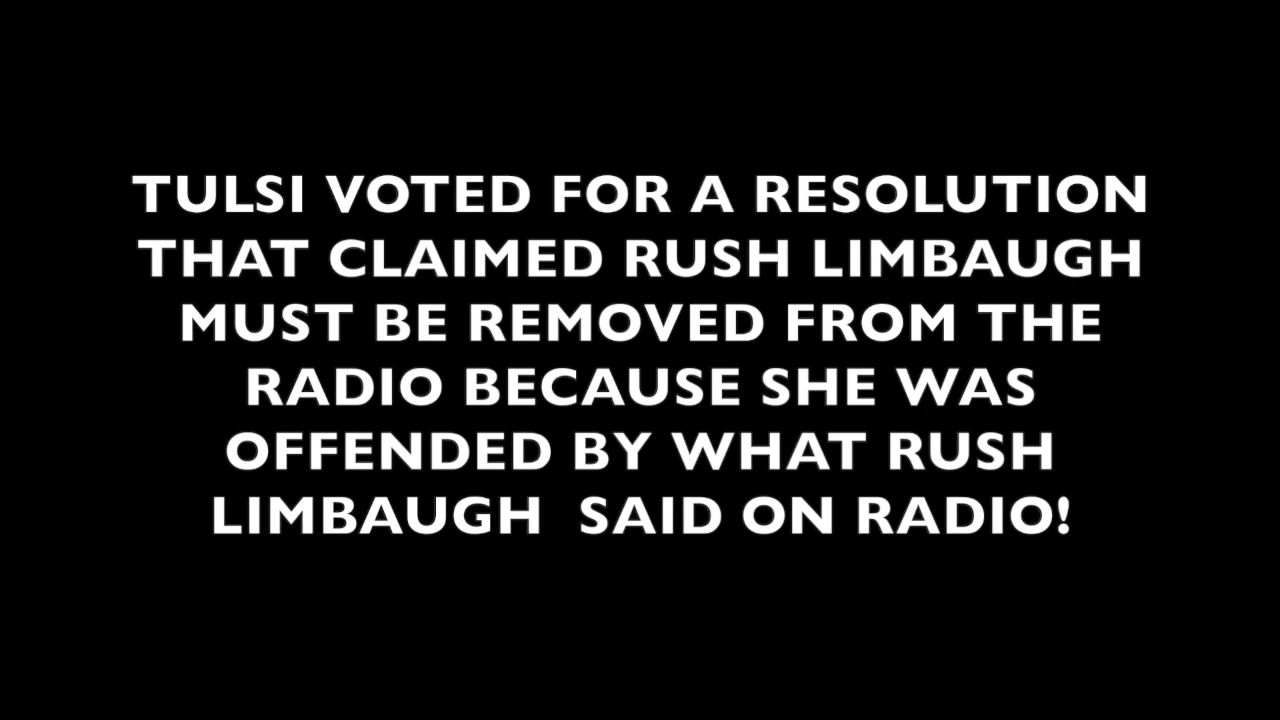 TULSI VOTED FOR A RESOLUTION
THAT CLAIMED RUSH LIMBAUGH
MUST BE REMOVED FROM THE
RADIO BECAUSE SHE WAS
OFFENDED BY WHAT RUSH
LIMBAUGH  SAID ON RADIO!